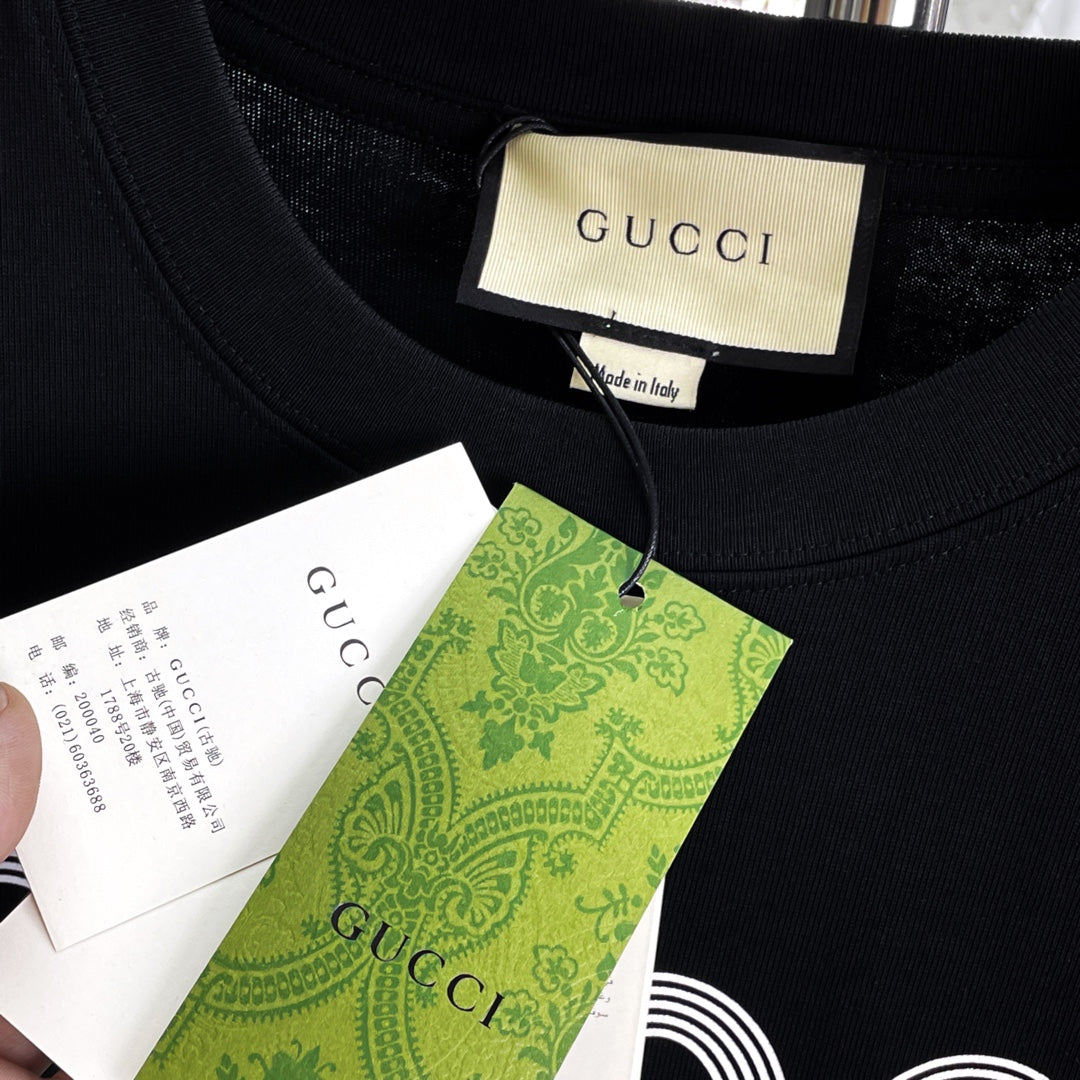 GUCCI
Made in Italy
GUCC
品 牌: GUCCI(古驰)
经销商: 古驰(中国)贸易有限公司
地 址: 上海市静安区南京西路
1788号20楼
邮 编: 200040
电 话: (021)60363688
GUCCI